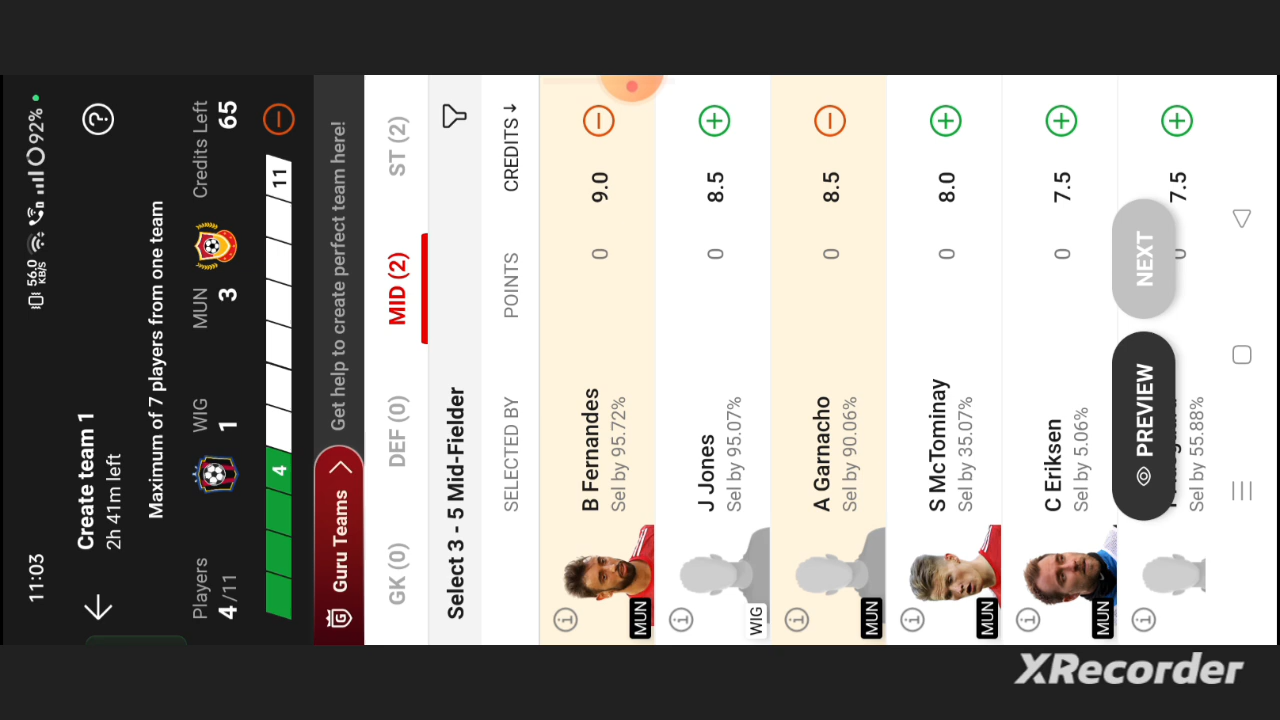 11:03
56.0 KB/S
92%
Create team 1
2h 41m left
Maximum of 7 players from one team
Players
4 /11
WIG
1
MUN
3
Credits Left
65
4
11
Guru Teams
Get help to create perfect team here!
GK (0)
DEF (0)
MID (2)
ST (2)
Select 3 - 5 Mid-Fielder
SELECTED BY
POINTS
CREDITS
MUN
B Fernandes
Sel by 95.72%
0
9.0
WIG
J Jones
Sel by 95.07%
0
8.5
MUN
A Garnacho
Sel by 90.06%
0
8.5
MUN
S McTominay
Sel by 35.07%
0
8.0
MUN
C Eriksen
Sel by 5.06%
0
7.5
Sel by 55.88%
0
7.5
PREVIEW
NEXT
XRecorder